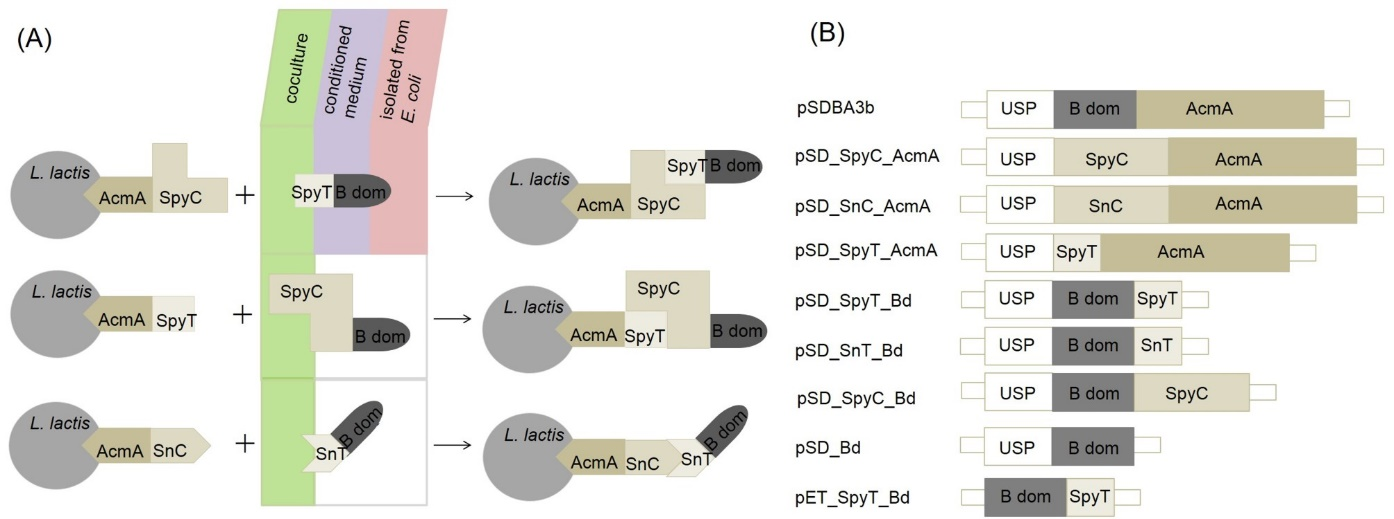 (A)
coculture
conditioned
medium
isolated from
E. coli
L. lactis
AcmA
SpyC
+
SpyT
B dom
L. lactis
AcmA
SpyC
SpyT
B dom
L. lactis
AcmA
SpyT
+
SpyC
B dom
L. lactis
AcmA
SpyT
SpyC
B dom
L. lactis
AcmA
SnC
+
SnT
B dom
L. lactis
AcmA
SnC
SnT
B dom
(B)
pSDBA3b USP B dom AcmA
pSD_SpyC_AcmA USP SpyC AcmA
pSD_SnC_AcmA USP SnC AcmA
pSD_SpyT_AcmA USP SpyT AcmA
pSD_SpyT_Bd USP B dom SpyT
pSD_SnT_Bd USP B dom SnT
pSD_SpyC_Bd USP B dom SpyC
pSD_Bd USP B dom
pET_SpyT_Bd B dom SpyT